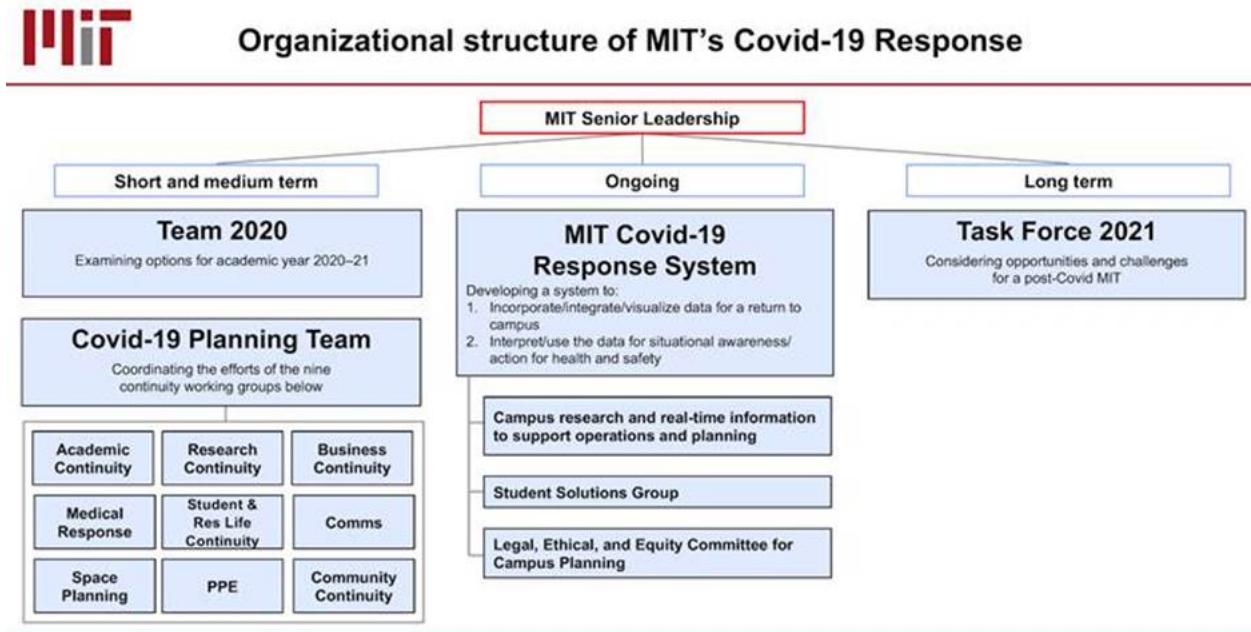 MIT
Organizational structure of MIT's Covid-19 Response
MIT Senior Leadership
Short and medium term
Team 2020
Examining options for academic year 2020–21
Covid-19 Planning Team
Coordinating the efforts of the nine
continuity working groups below
Academic
Continuity
Research
Continuity
Business
Continuity
Medical
Response
Student &
Res Life
Continuity
Comms
Space
Planning
PPE
Community
Continuity
Ongoing
MIT Covid-19
Response System
Developing a system to:
1. Incorporate/integrate/visualize data for a return to
campus
2. Interpret/use the data for situational awareness/
action for health and safety
Campus research and real-time information
to support operations and planning
Student Solutions Group
Legal, Ethical, and Equity Committee for
Campus Planning
Long term
Task Force 2021
Considering opportunities and challenges
for a post-Covid MIT